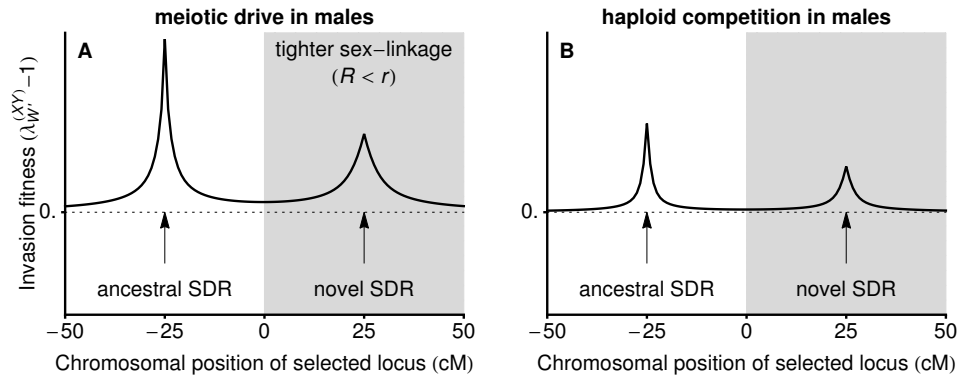 meiotic drive in males
A
tighter sex−linkage
(R < r)
Invasion fitness (λ_{W'}^{(XY)} −1)
0.
ancestral SDR
novel SDR
−50 −25 0 25 50
Chromosomal position of selected locus (cM)
haploid competition in males
B
0.
ancestral SDR
novel SDR
−50 −25 0 25 50
Chromosomal position of selected locus (cM)